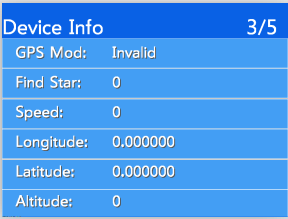 Device Info 3/5
GPS Mod: Invalid
Find Star: 0
Speed: 0
Longitude: 0.000000
Latitude: 0.000000
Altitude: 0